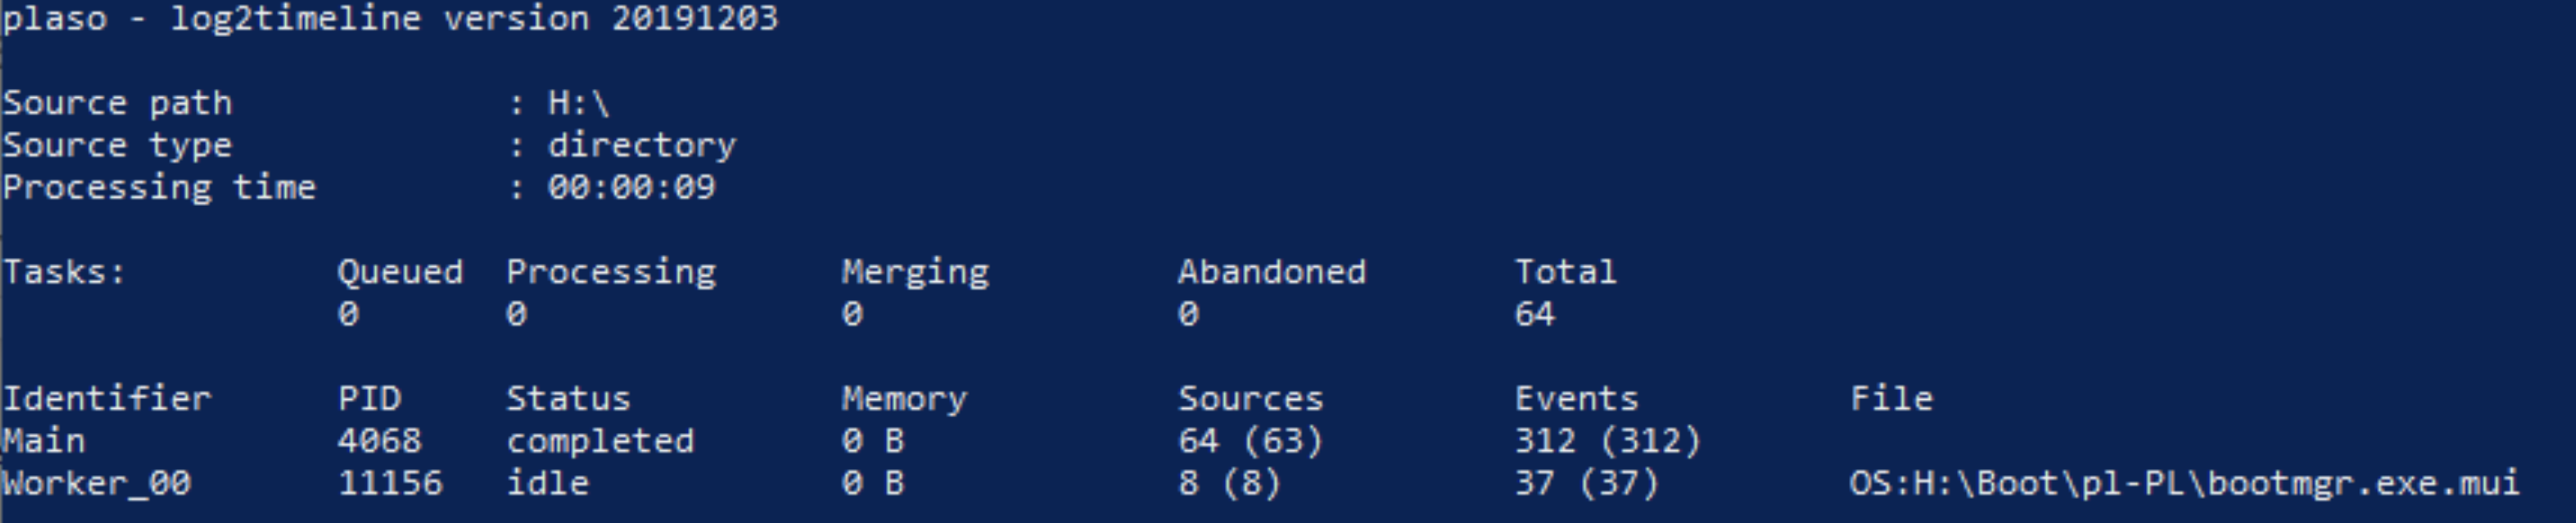 plaso - log2timeline version 20191203
Source path : H:\
Source type : directory
Processing time : 00:00:09
Tasks: Queued Processing Merging Abandoned Total
0 0 0 0 64
Identifier PID Status Memory Sources Events File
Main 4068 completed 0 B 64 (63) 312 (312)
Worker_00 11156 idle 0 B 8 (8) 37 (37) OS:H:\Boot\pl-PL\bootmgr.exe.mui